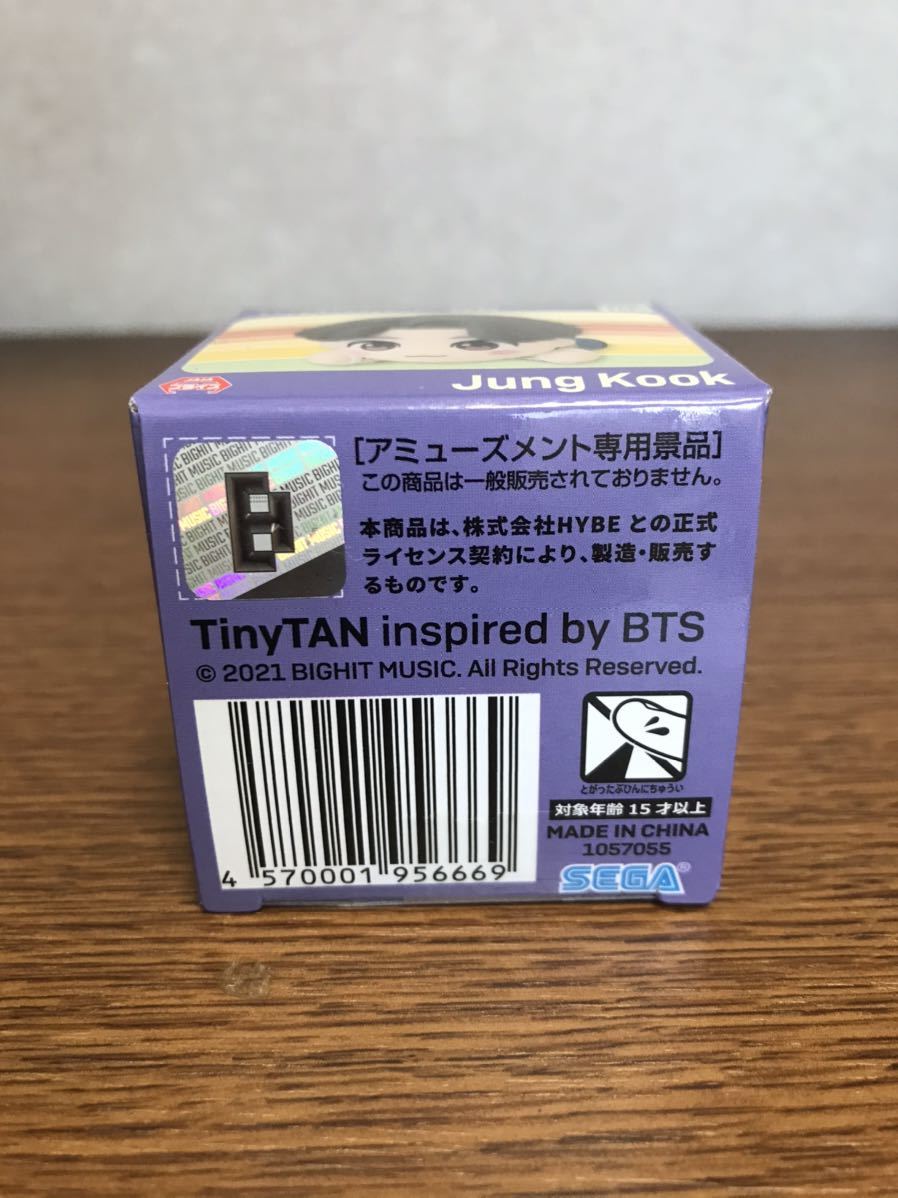 Jung Kook
[アミューズメント専用景品]
この商品は一般販売されておりません。
本商品は、株式会社HYBE との正式
ライセンス契約により、製造・販売す
るものです。
BIGHIT MUSIC
TinyTAN inspired by BTS
© 2021 BIGHIT MUSIC. All Rights Reserved.
とがったぶひんにちゅうい
対象年齢 15 才以上
MADE IN CHINA
1057055
SEGA®
4 570001 956669